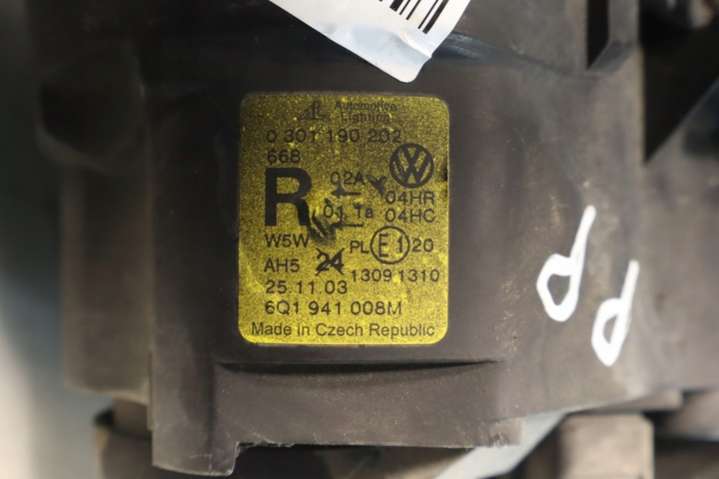 Automotive
Lighting
0 301 190 202
668
R
02A
04HR
01 1a
04HC
W5W
PL E1 20
AH5 24 13091310
25.11.03
6Q1 941 008M
Made in Czech Republic
PP